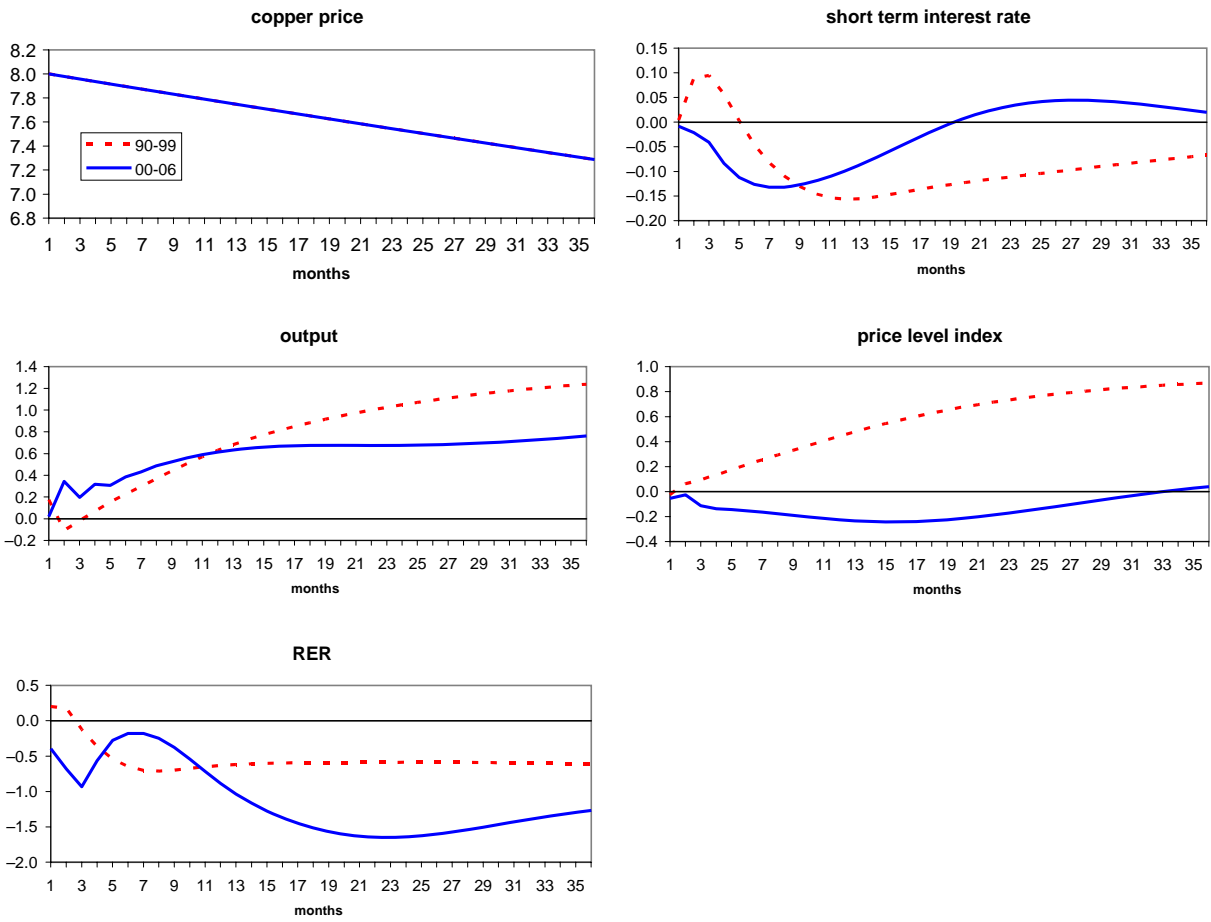 copper price
8.2
8.0
7.8
7.6
7.4
7.2
7.0
6.8
90-99
00-06
1 3 5 7 9 11 13 15 17 19 21 23 25 27 29 31 33 35
months
short term interest rate
0.15
0.10
0.05
0.00
–0.05
–0.10
–0.15
–0.20
1 3 5 7 9 11 13 15 17 19 21 23 25 27 29 31 33 35
months
output
1.4
1.2
1.0
0.8
0.6
0.4
0.2
0.0
–0.2
1 3 5 7 9 11 13 15 17 19 21 23 25 27 29 31 33 35
months
price level index
1.0
0.8
0.6
0.4
0.2
0.0
–0.2
–0.4
1 3 5 7 9 11 13 15 17 19 21 23 25 27 29 31 33 35
months
RER
0.5
0.0
–0.5
–1.0
–1.5
–2.0
1 3 5 7 9 11 13 15 17 19 21 23 25 27 29 31 33 35
months